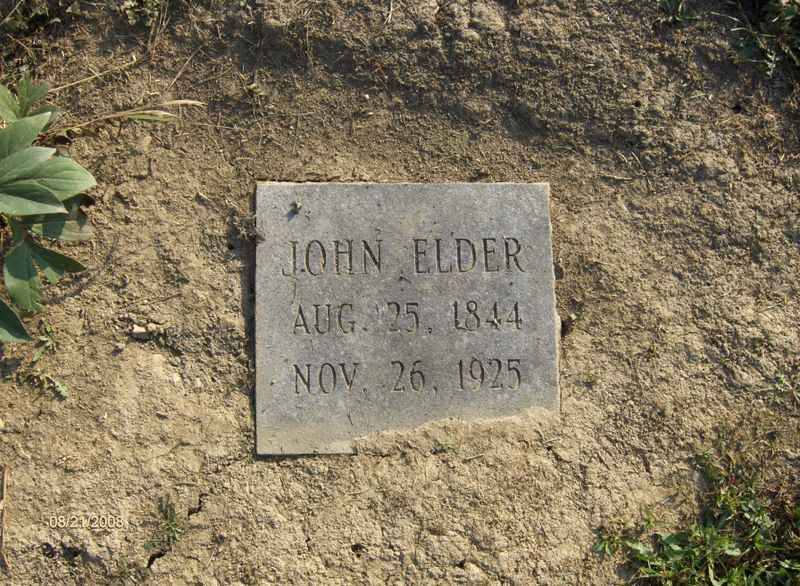 JOHN ELDER
AUG. 25, 1844
NOV. 26, 1925
08/21/2008